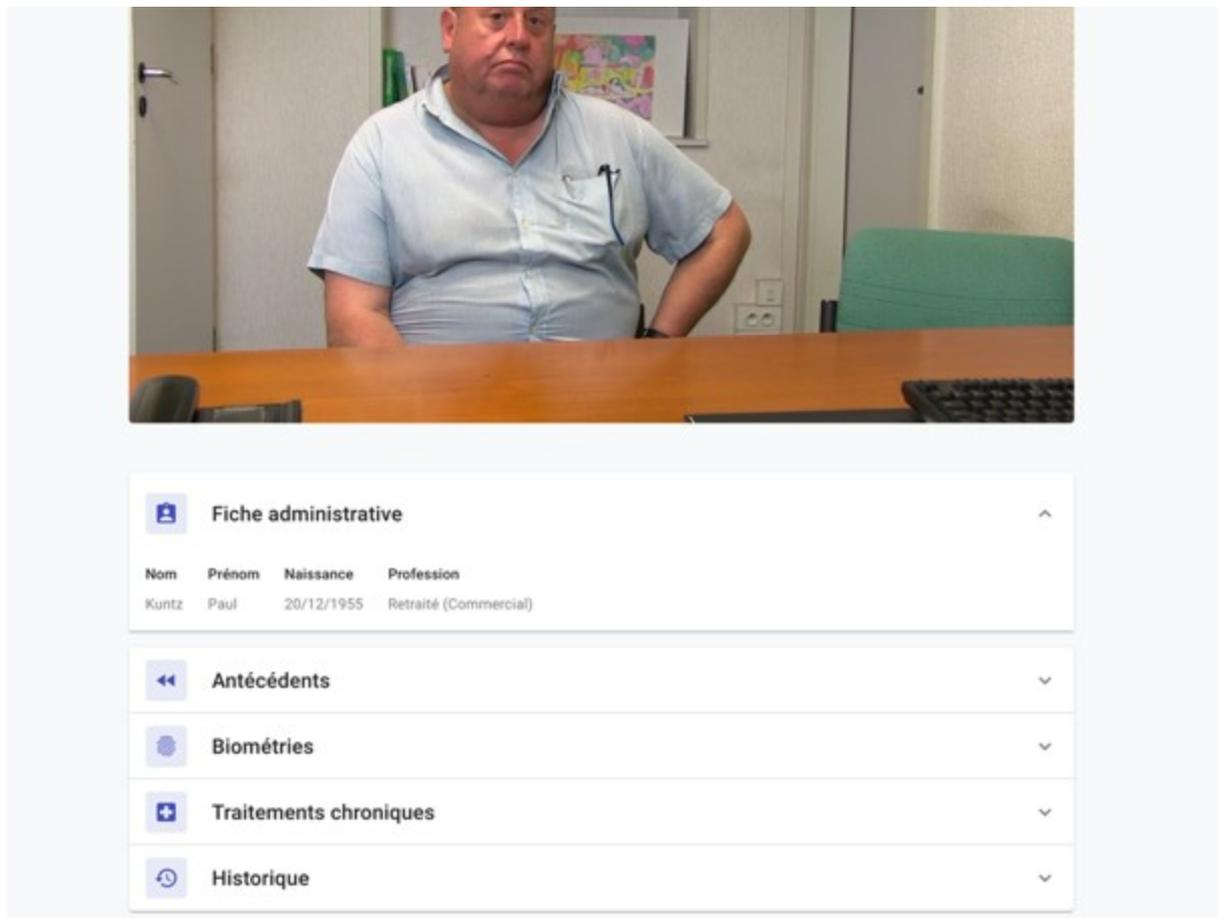 Fiche administrative
Nom Prénom Naissance Profession
Kuntz Paul 20/12/1955 Retraité (Commercial)
Antécédents
Biométries
Traitements chroniques
Historique